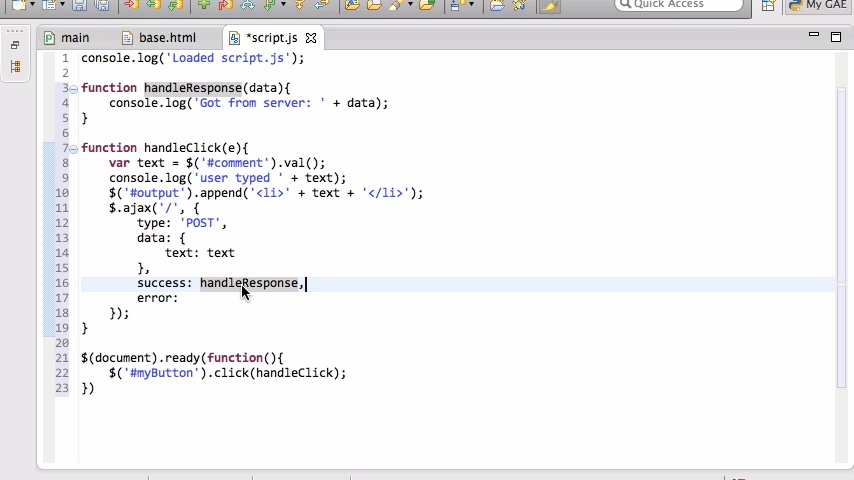 Quick Access
My GAE
main
base.html
*script.js
1 console.log('Loaded script.js');
2
3 function handleResponse(data){
4 console.log('Got from server: ' + data);
5 }
6
7 function handleClick(e){
8 var text = $('#comment').val();
9 console.log('user typed ' + text);
10 $('#output').append('<li>' + text + '</li>');
11 $.ajax('/', {
12 type: 'POST',
13 data: {
14 text: text
15 },
16 success: handleResponse,
17 error:
18 });
19 }
20
21 $(document).ready(function(){
22 $('#myButton').click(handleClick);
23 })